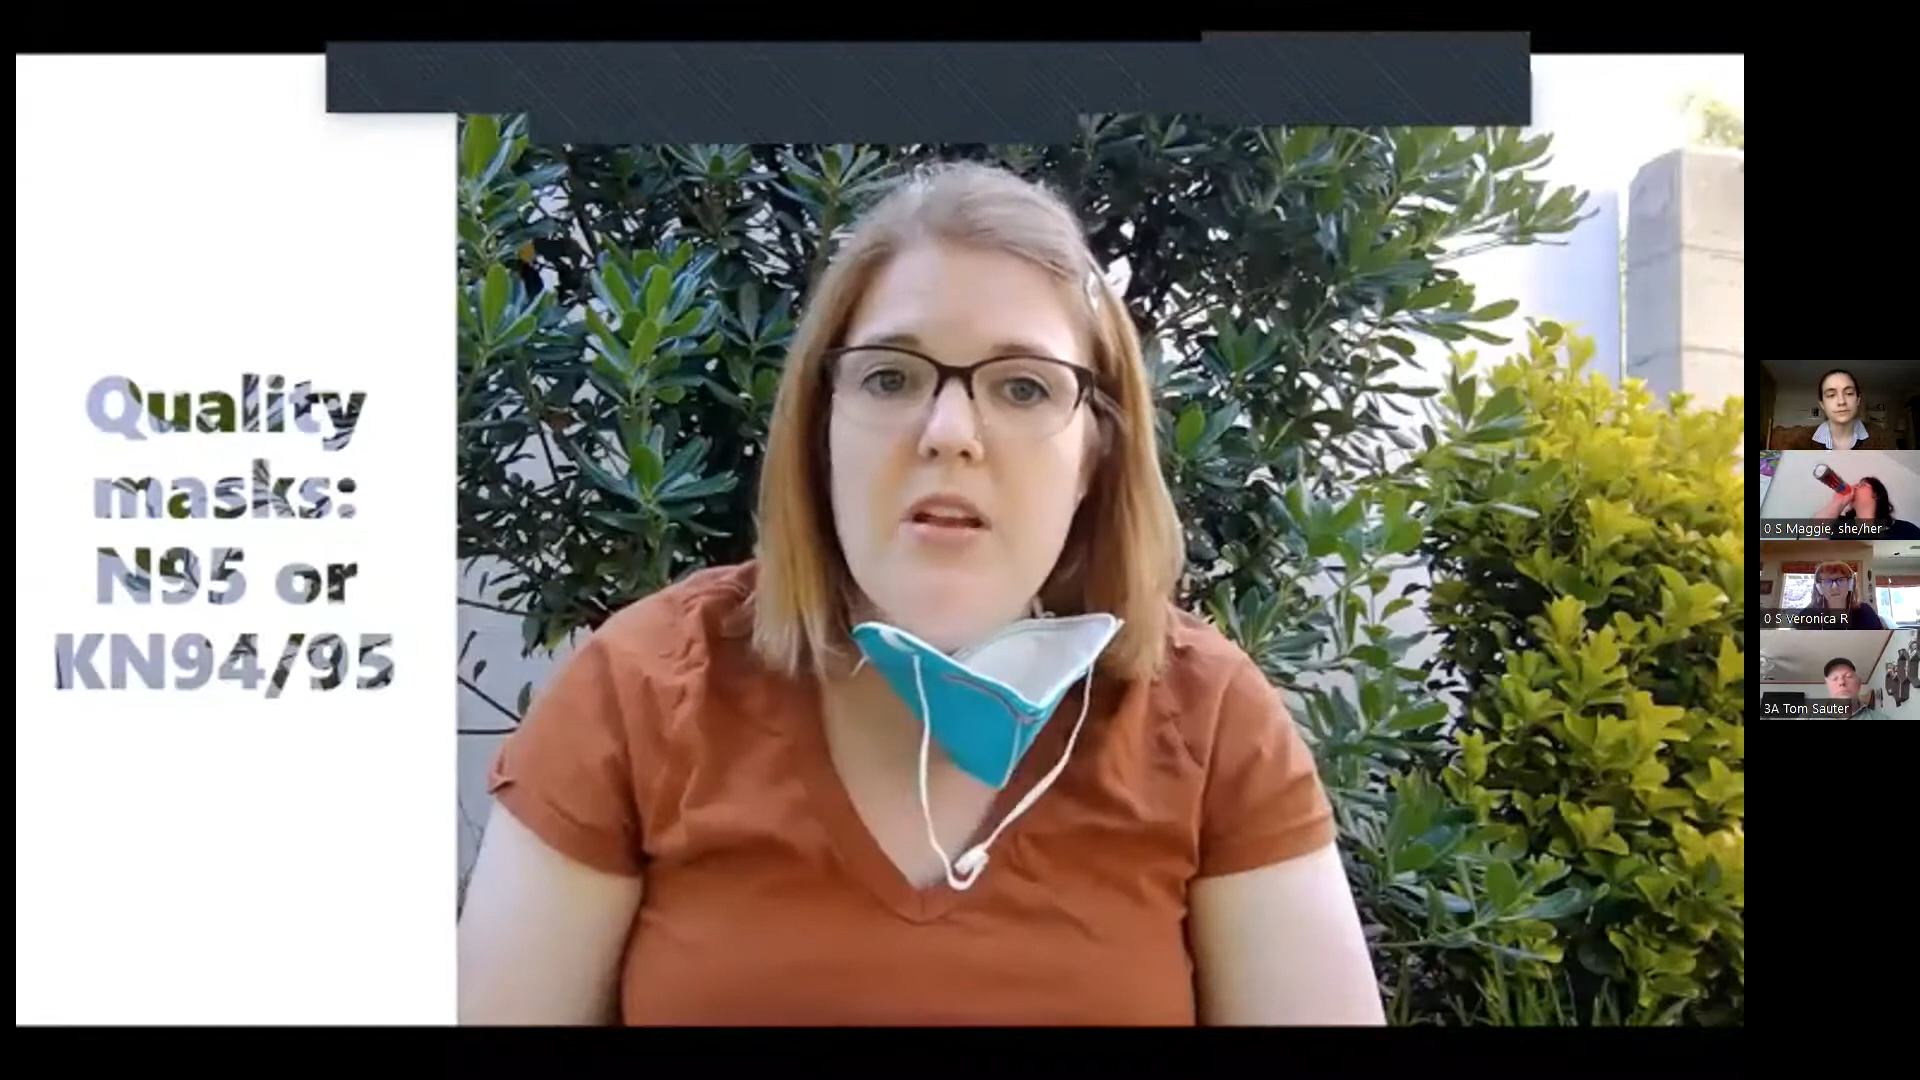 Quality
masks:
N95 or
KN94/95
0 S Maggie, she/her
0 S Veronica R
3A Tom Sauter